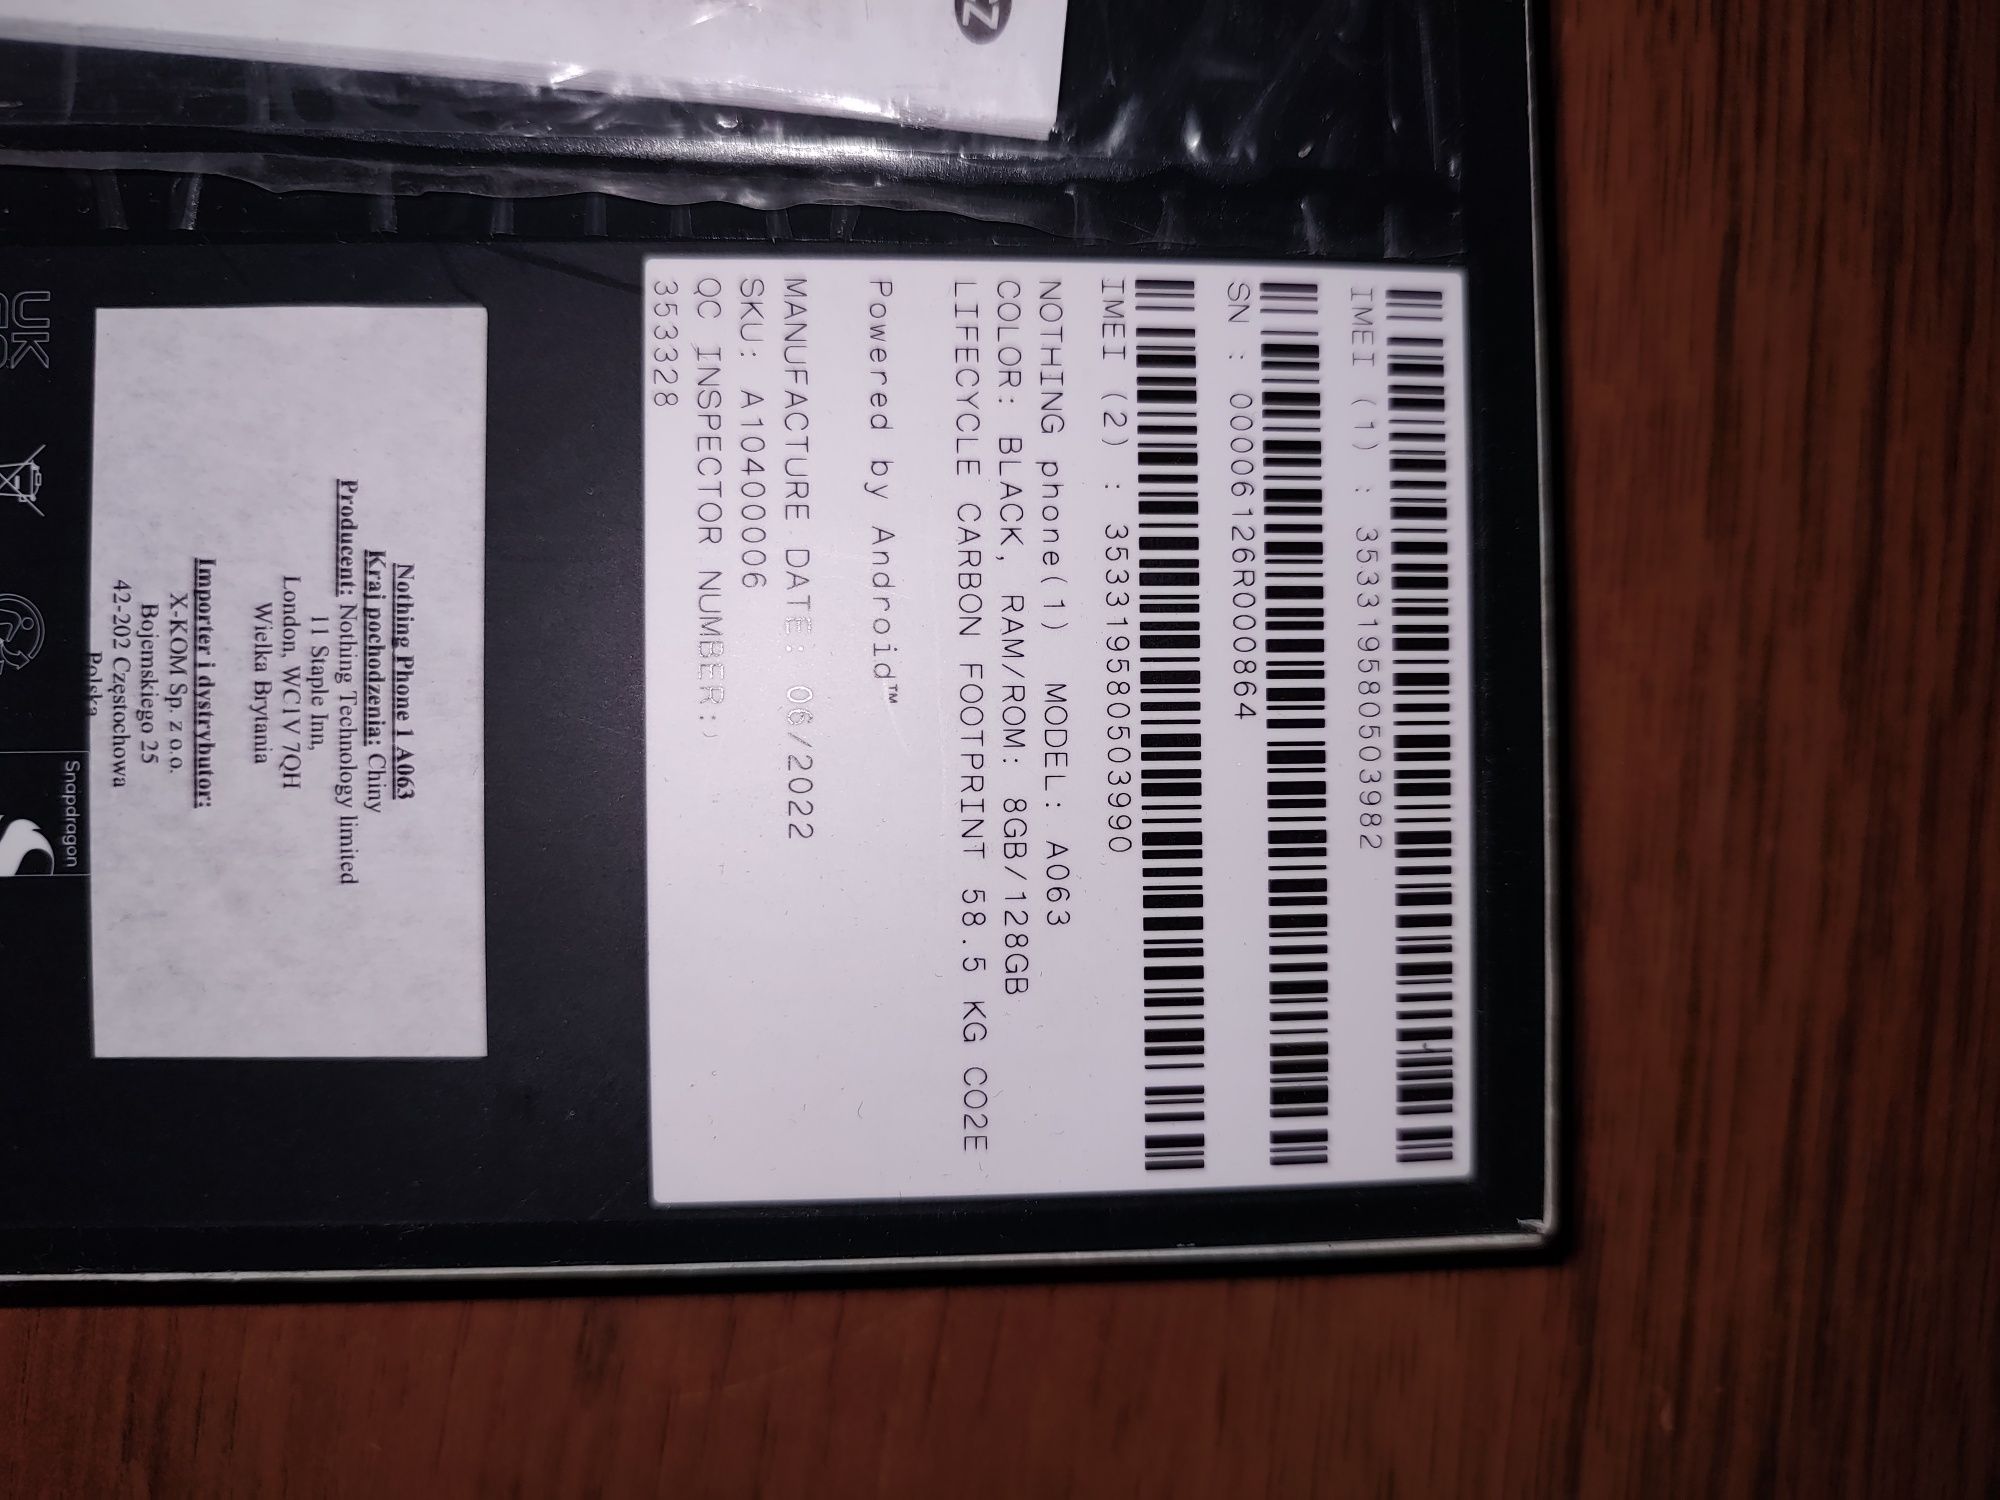 IMEI (1) : 353319580503982
SN : 00006126R000864
IMEI (2) : 353319580503990
NOTHING phone(1) MODEL: A063
COLOR: BLACK, RAM/ROM: 8GB/128GB
LIFECYCLE CARBON FOOTPRINT 58.5 KG CO2E
Powered by Android™
MANUFACTURE DATE: 06/2022
SKU: A10400006
QC INSPECTOR NUMBER:
353328
Nothing Phone 1 A063
Kraj pochodzenia: Chiny
Producent: Nothing Technology limited
11 Staple Inn,
London, WC1V 7QH
Wielka Brytania
Importer i dystrybutor:
X-KOM Sp. z o.o.
Bojemskiego 25
42-202 Częstochowa
Polska
Snapdragon
UK